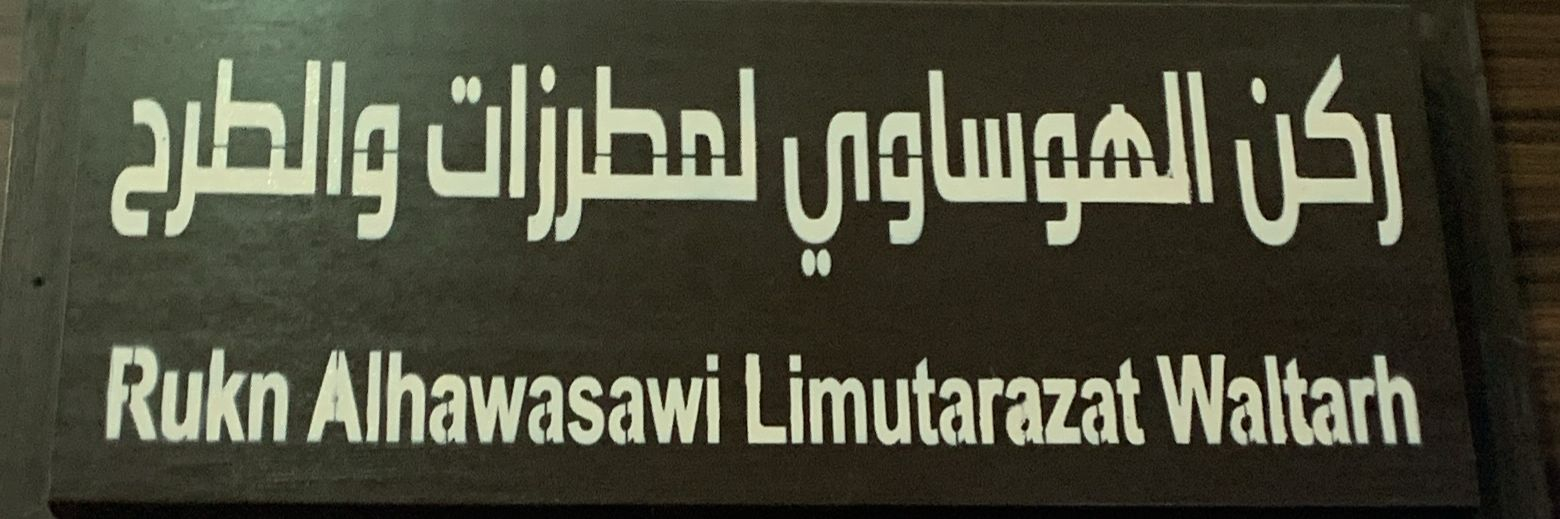 ركن الهوساوي لمطرزات والطرح
Rukn Alhawasawi Limutarazat Waltarh